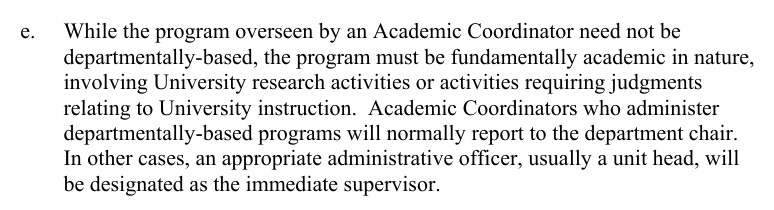 e. While the program overseen by an Academic Coordinator need not be
departmentally-based, the program must be fundamentally academic in nature,
involving University research activities or activities requiring judgments
relating to University instruction.  Academic Coordinators who administer
departmentally-based programs will normally report to the department chair.
In other cases, an appropriate administrative officer, usually a unit head, will
be designated as the immediate supervisor.